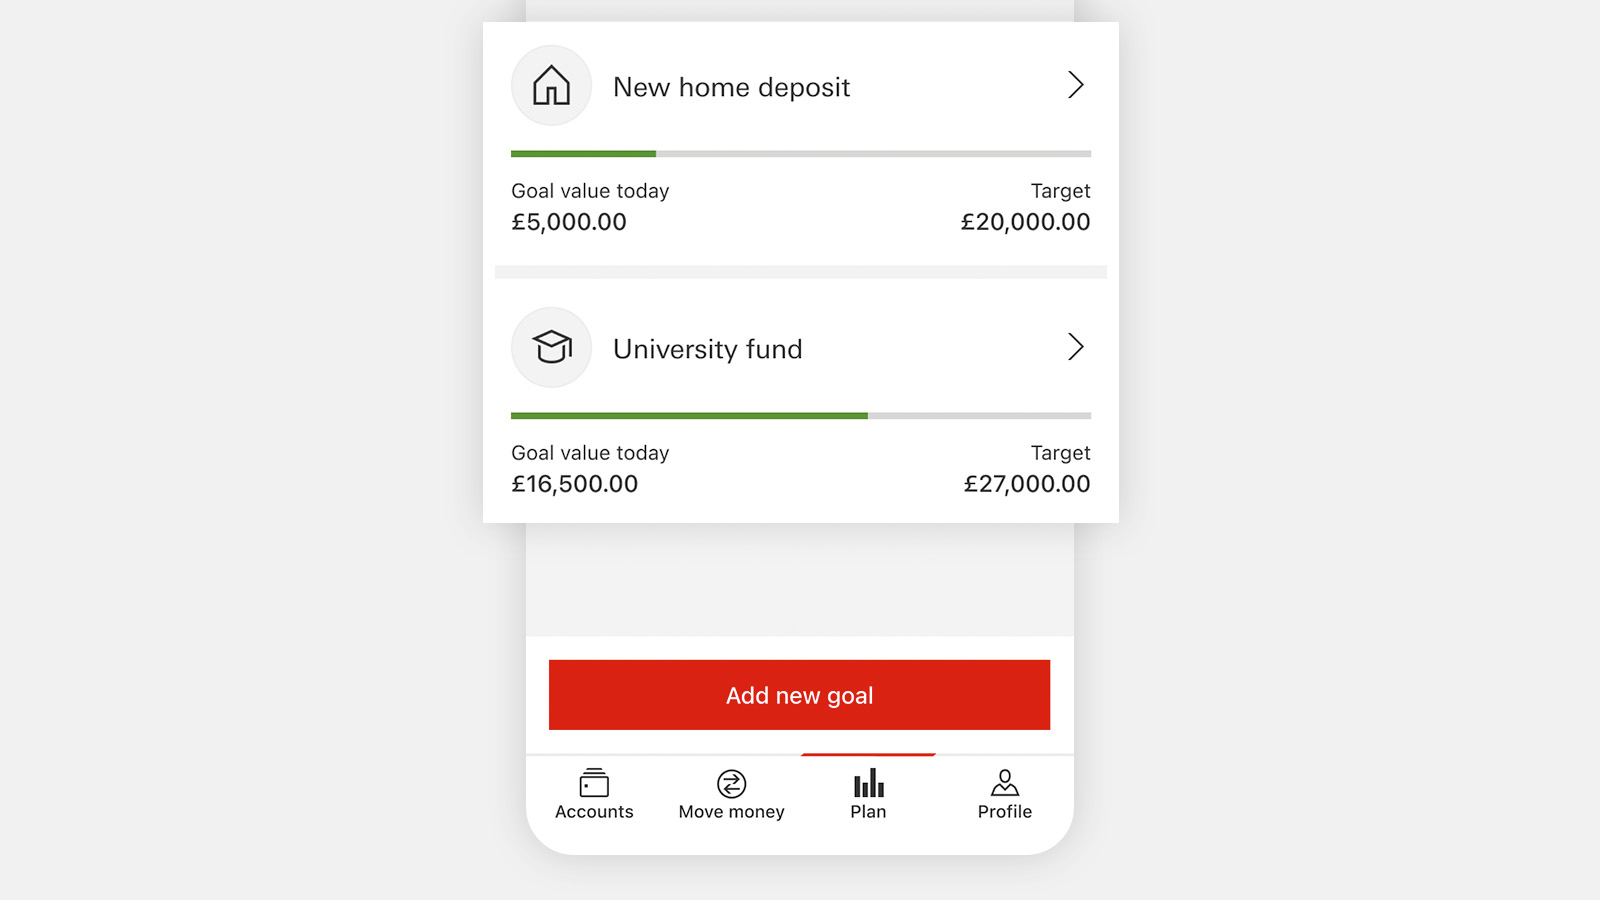 New home deposit
Goal value today Target
£5,000.00 £20,000.00
University fund
Goal value today Target
£16,500.00 £27,000.00
Add new goal
Accounts Move money Plan Profile